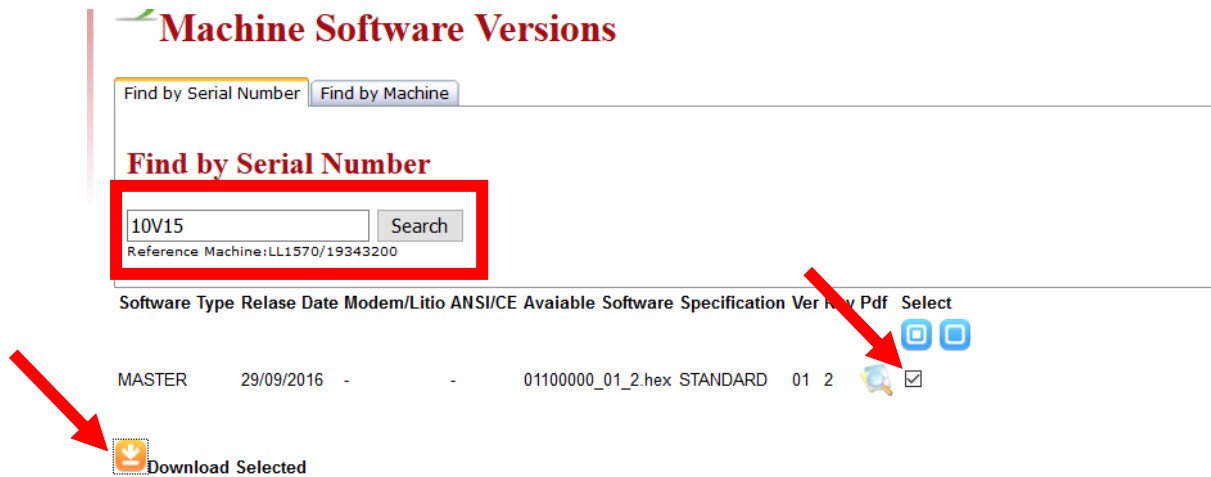 Machine Software Versions
Find by Serial Number Find by Machine
Find by Serial Number
10V15 Search
Reference Machine:LL1570/19343200
Software Type Relase Date Modem/Litio ANSI/CE Avaiable Software Specification Ver Pdf Select
MASTER 29/09/2016 - - 01100000_01_2.hex STANDARD 01 2
Download Selected